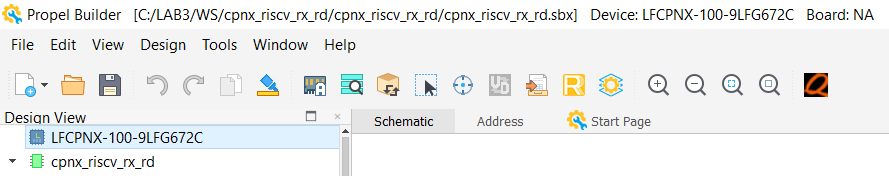 Propel Builder [C:/LAB3/WS/cpnx_riscv_rx_rd/cpnx_riscv_rx_rd/cpnx_riscv_rx_rd.sbx] Device: LFCPNX-100-9LFG672C Board: NA
File Edit View Design Tools Window Help
Design View
Schematic Address Start Page
LFCPNX-100-9LFG672C
cpnx_riscv_rx_rd